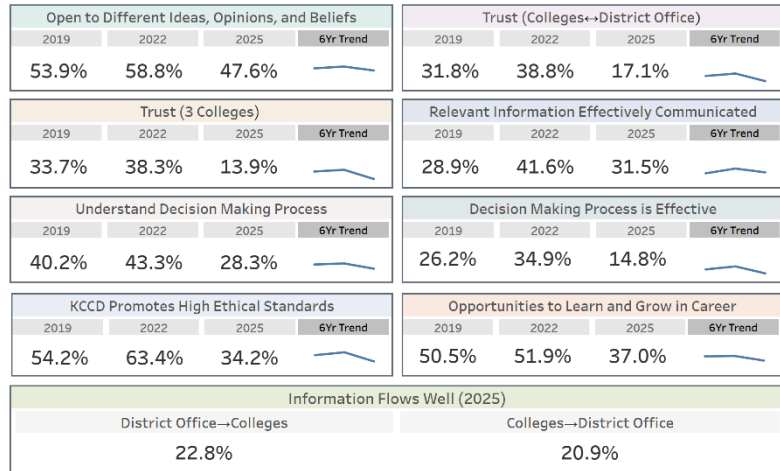 Open to Different Ideas, Opinions, and Beliefs
2019 2022 2025 6Yr Trend
53.9% 58.8% 47.6%
Trust (Colleges↔District Office)
2019 2022 2025 6Yr Trend
31.8% 38.8% 17.1%
Trust (3 Colleges)
2019 2022 2025 6Yr Trend
33.7% 38.3% 13.9%
Relevant Information Effectively Communicated
2019 2022 2025 6Yr Trend
28.9% 41.6% 31.5%
Understand Decision Making Process
2019 2022 2025 6Yr Trend
40.2% 43.3% 28.3%
Decision Making Process is Effective
2019 2022 2025 6Yr Trend
26.2% 34.9% 14.8%
KCCD Promotes High Ethical Standards
2019 2022 2025 6Yr Trend
54.2% 63.4% 34.2%
Opportunities to Learn and Grow in Career
2019 2022 2025 6Yr Trend
50.5% 51.9% 37.0%
Information Flows Well (2025)
District Office→Colleges Colleges→District Office
22.8% 20.9%